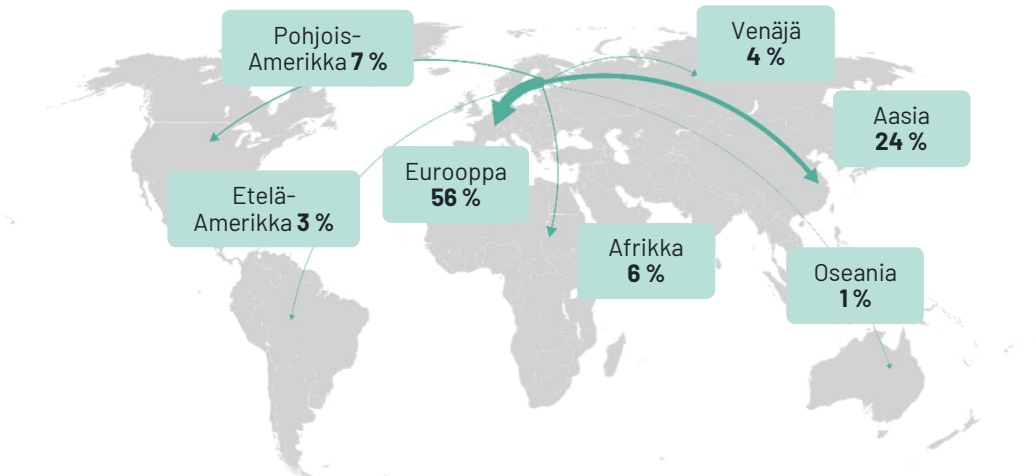 Pohjois-
Amerikka 7 %
Venäjä
4 %
Aasia
24 %
Eurooppa
56 %
Etelä-
Amerikka 3 %
Afrikka
6 %
Oseania
1 %